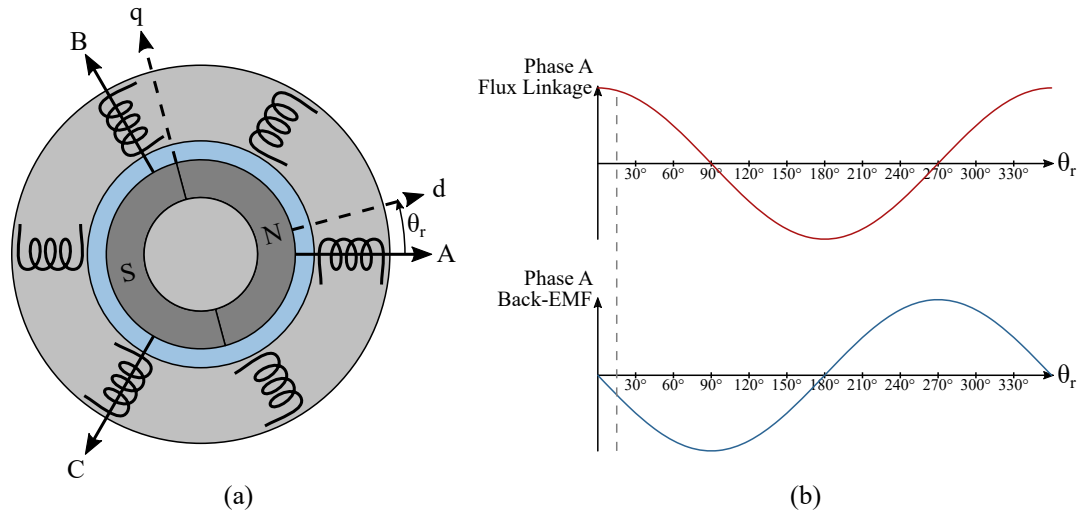 q
B
d
θr
N
A
S
C
(a)
Phase A
Flux Linkage
30° 60° 90° 120° 150° 180° 210° 240° 270° 300° 330°
θr
Phase A
Back-EMF
30° 60° 90° 120° 150° 180° 210° 240° 270° 300° 330°
θr
(b)